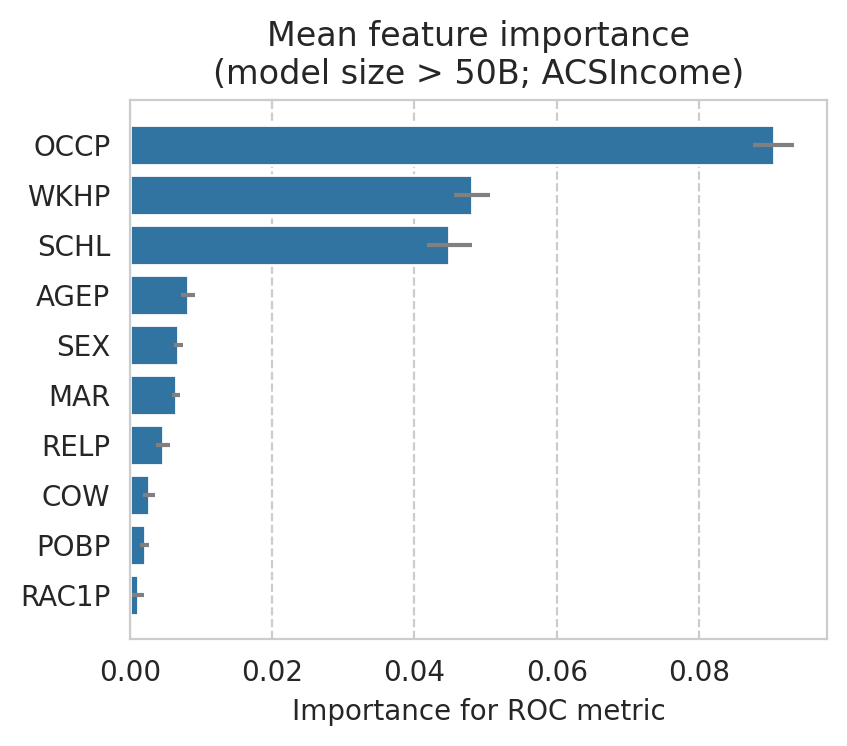 Mean feature importance
(model size > 50B; ACSIncome)
OCCP
WKHP
SCHL
AGEP
SEX
MAR
RELP
COW
POBP
RAC1P
0.00 0.02 0.04 0.06 0.08
Importance for ROC metric